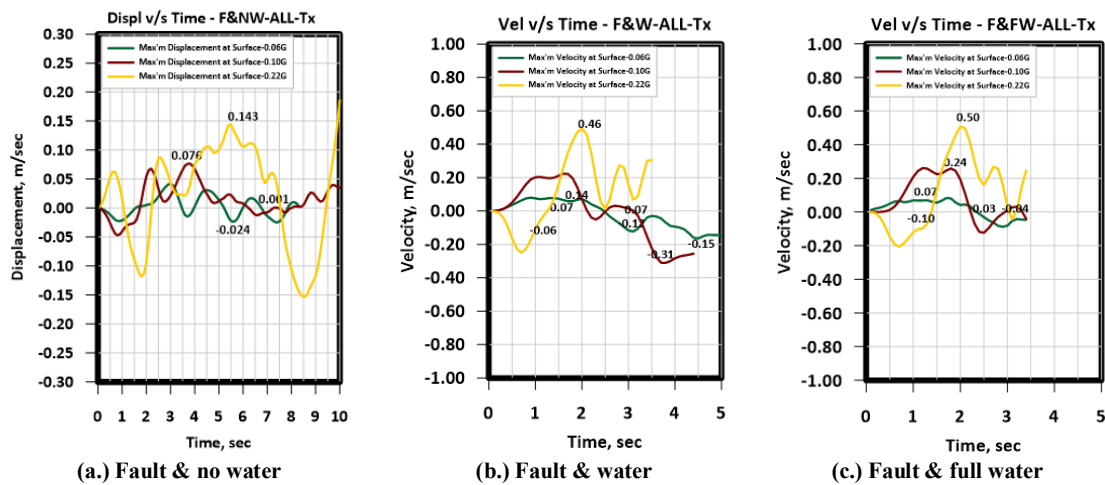 Displ v/s Time - F&NW-ALL-Tx
0.30
0.25
0.20
0.15
0.10
0.05
0.00
-0.05
-0.10
-0.15
-0.20
-0.25
-0.30
Displacement, m/sec
Max'm Displacement at Surface-0.06G
Max'm Displacement at Surface-0.10G
Max'm Displacement at Surface-0.22G
0.143
0.076
0.001
-0.024
0 1 2 3 4 5 6 7 8 9 10
Time, sec
(a.) Fault & no water
Vel v/s Time - F&W-ALL-Tx
1.00
0.80
0.60
0.40
0.20
0.00
-0.20
-0.40
-0.60
-0.80
-1.00
Velocity, m/sec
Max'm Velocity at Surface-0.06G
Max'm Velocity at Surface-0.10G
Max'm Velocity at Surface-0.22G
0.46
0.14
0.07
0.07
-0.06
-0.12
-0.15
-0.31
0 1 2 3 4 5
Time, sec
(b.) Fault & water
Vel v/s Time - F&FW-ALL-Tx
1.00
0.80
0.60
0.40
0.20
0.00
-0.20
-0.40
-0.60
-0.80
-1.00
Velocity, m/sec
Max'm Velocity at Surface-0.06G
Max'm Velocity at Surface-0.10G
Max'm Velocity at Surface-0.22G
0.50
0.24
0.07
-0.03
-0.04
-0.10
0 1 2 3 4 5
Time, sec
(c.) Fault & full water